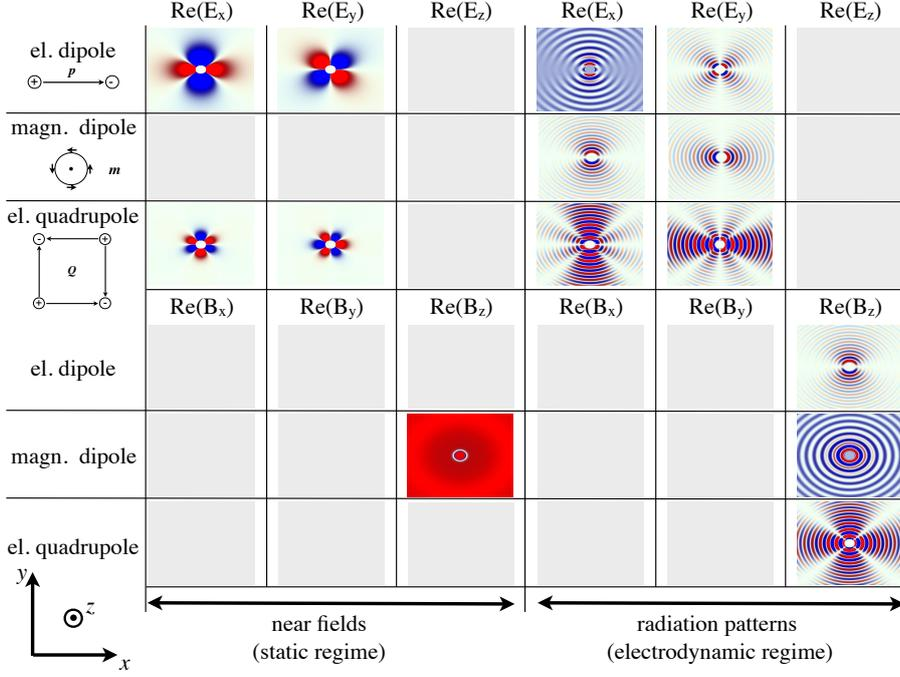 Re(Ex) Re(Ey) Re(Ez) Re(Ex) Re(Ey) Re(Ez)
el. dipole
+ p -
magn. dipole
m
el. quadrupole
- +
Q
+ -
Re(Bx) Re(By) Re(Bz) Re(Bx) Re(By) Re(Bz)
el. dipole
magn. dipole
el. quadrupole
y
z
x
near fields
(static regime)
radiation patterns
(electrodynamic regime)